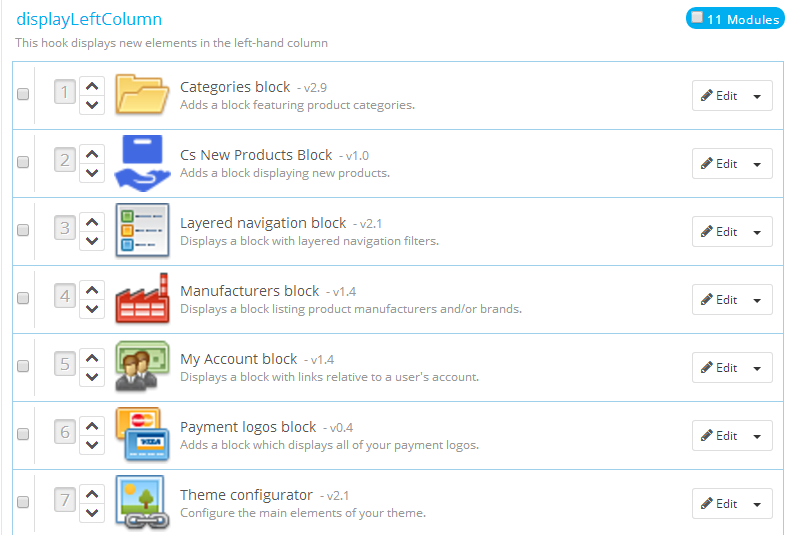 displayLeftColumn
11 Modules
This hook displays new elements in the left-hand column
1
Categories block - v2.9
Adds a block featuring product categories.
Edit
2
Cs New Products Block - v1.0
Adds a block displaying new products.
Edit
3
Layered navigation block - v2.1
Displays a block with layered navigation filters.
Edit
4
Manufacturers block - v1.4
Displays a block listing product manufacturers and/or brands.
Edit
5
My Account block - v1.4
Displays a block with links relative to a user's account.
Edit
6
VISA
Payment logos block - v0.4
Adds a block which displays all of your payment logos.
Edit
7
Theme configurator - v2.1
Configure the main elements of your theme.
Edit